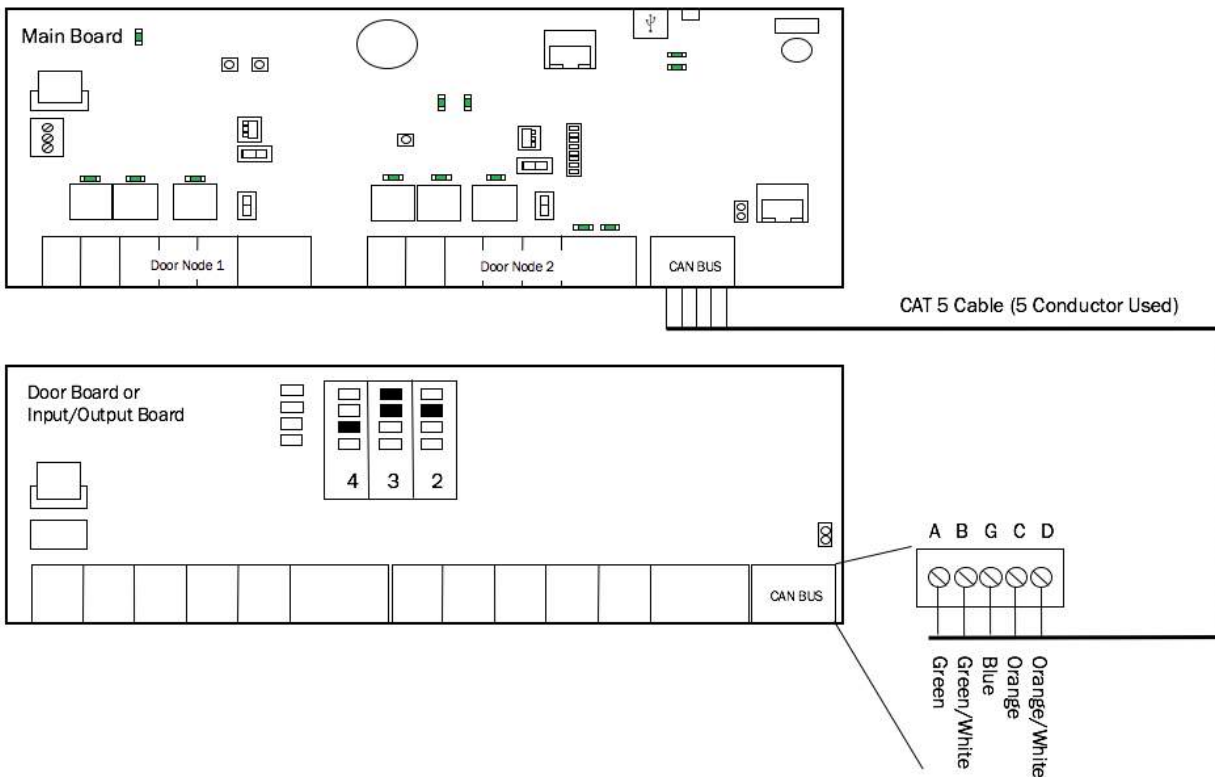 Main Board
Door Node 1
Door Node 2
CAN BUS
CAT 5 Cable (5 Conductor Used)
Door Board or
Input/Output Board
4 3 2
A B G C D
CAN BUS
Green
Green/White
Blue
Orange
Orange/White